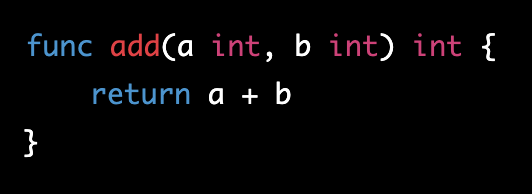 func add(a int, b int) int {
    return a + b
}